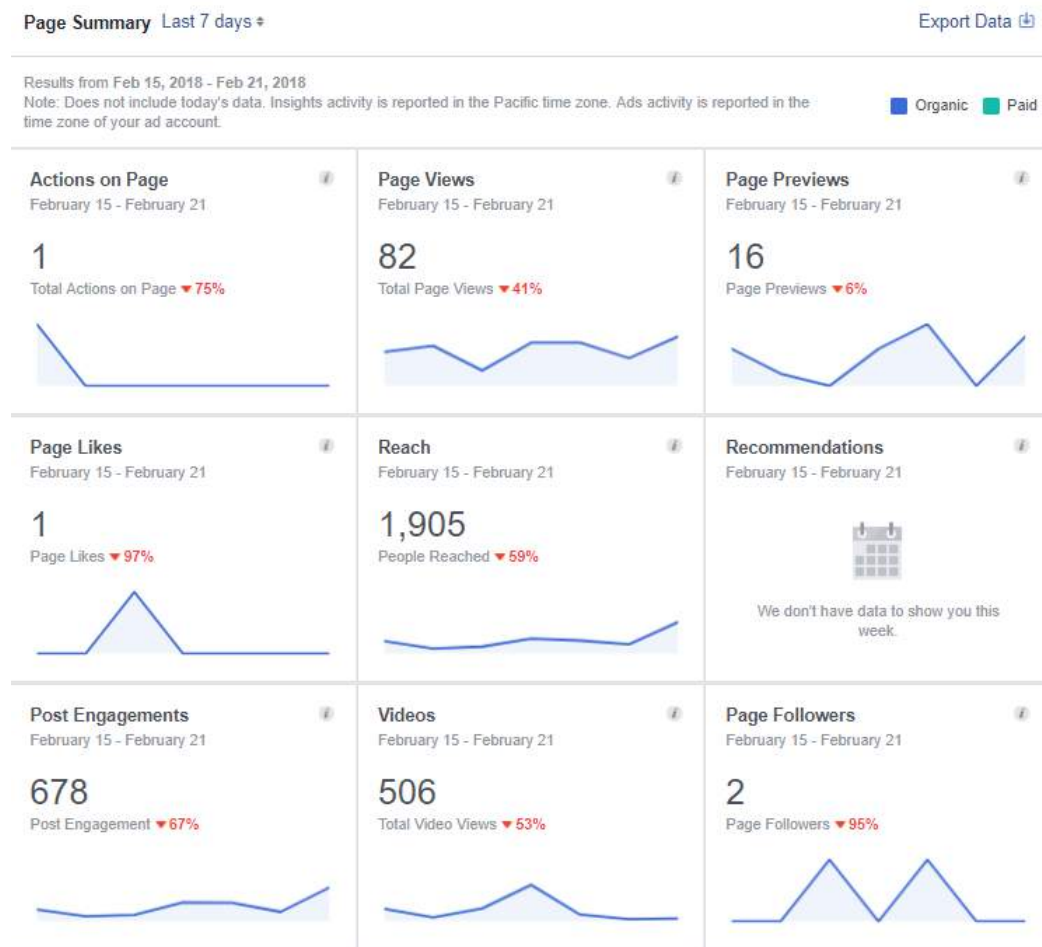 Page Summary Last 7 days
Export Data
Results from Feb 15, 2018 - Feb 21, 2018
Note: Does not include today's data. Insights activity is reported in the Pacific time zone. Ads activity is reported in the
time zone of your ad account.
Organic Paid
Actions on Page
February 15 - February 21
1
Total Actions on Page ▼75%
Page Views
February 15 - February 21
82
Total Page Views ▼41%
Page Previews
February 15 - February 21
16
Page Previews ▼6%
Page Likes
February 15 - February 21
1
Page Likes ▼97%
Reach
February 15 - February 21
1,905
People Reached ▼59%
Recommendations
February 15 - February 21
We don't have data to show you this
week.
Post Engagements
February 15 - February 21
678
Post Engagement ▼67%
Videos
February 15 - February 21
506
Total Video Views ▼53%
Page Followers
February 15 - February 21
2
Page Followers ▼95%